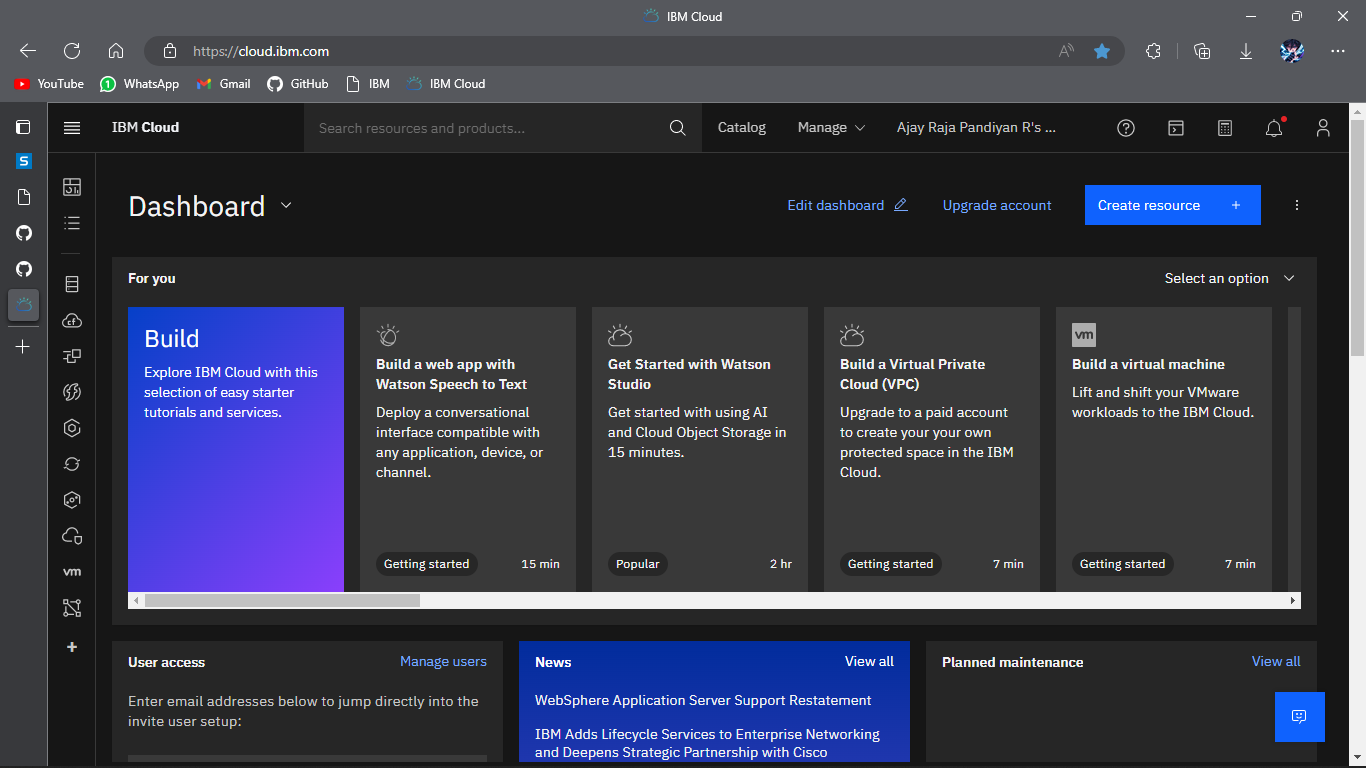 IBM Cloud
https://cloud.ibm.com
YouTube WhatsApp Gmail GitHub IBM IBM Cloud
IBM Cloud Search resources and products... Catalog Manage Ajay Raja Pandiyan R's ...
Dashboard Edit dashboard Upgrade account Create resource +
For you Select an option
Build
Explore IBM Cloud with this
selection of easy starter
tutorials and services.
Build a web app with
Watson Speech to Text
Deploy a conversational
interface compatible with
any application, device, or
channel.
Getting started 15 min
Get Started with Watson
Studio
Get started with using AI
and Cloud Object Storage in
15 minutes.
Popular 2 hr
Build a Virtual Private
Cloud (VPC)
Upgrade to a paid account
to create your your own
protected space in the IBM
Cloud.
Getting started 7 min
vm
Build a virtual machine
Lift and shift your VMware
workloads to the IBM Cloud.
Getting started 7 min
S
cf
vm
User access Manage users
Enter email addresses below to jump directly into the
invite user setup:
News View all
WebSphere Application Server Support Restatement
IBM Adds Lifecycle Services to Enterprise Networking
and Deepens Strategic Partnership with Cisco
Planned maintenance View all